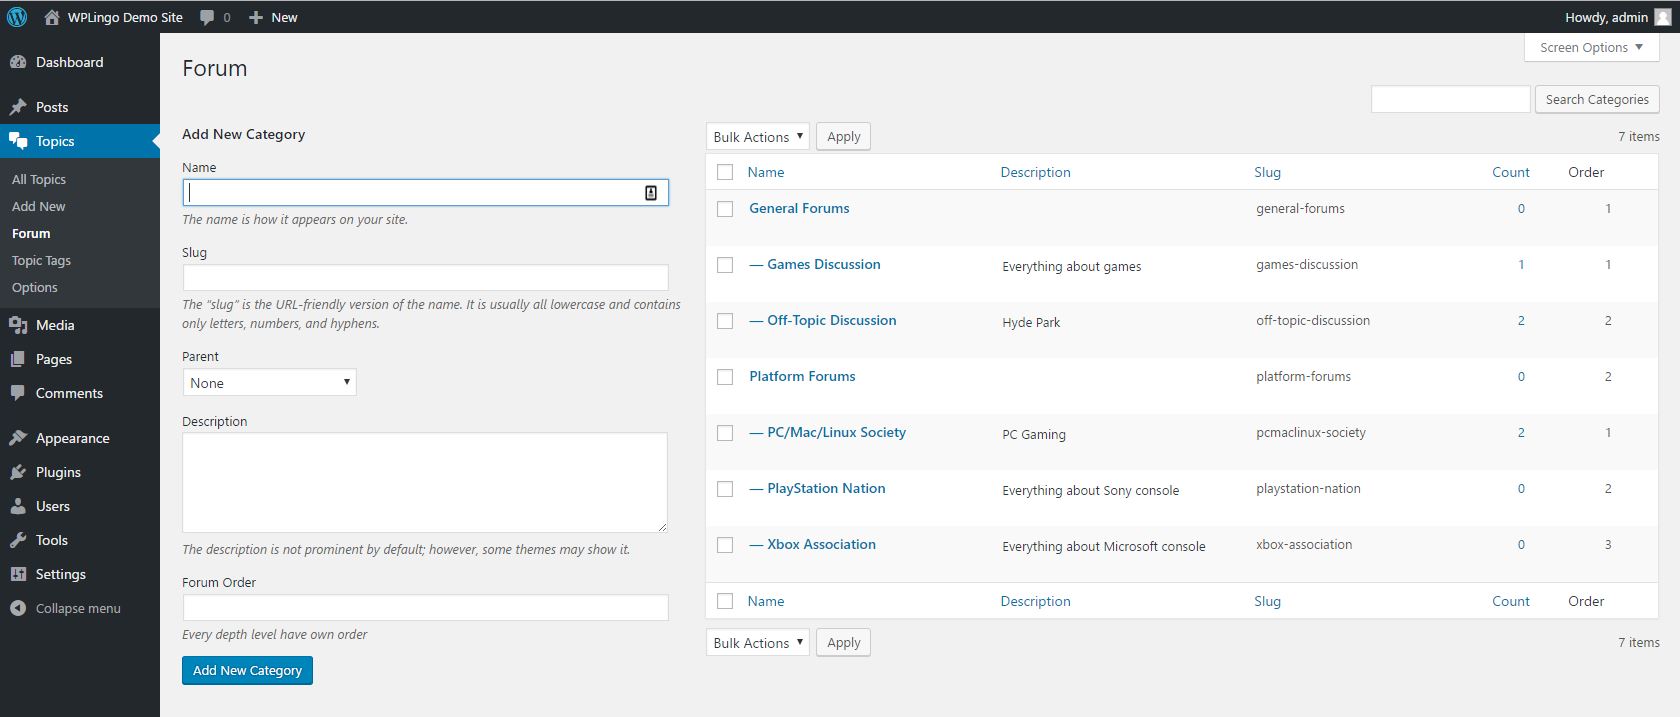 WPLingo Demo Site 0 New Howdy, admin
Dashboard
Posts
Topics
All Topics
Add New
Forum
Topic Tags
Options
Media
Pages
Comments
Appearance
Plugins
Users
Tools
Settings
Collapse menu
Screen Options
Forum
Search Categories
Add New Category
Name
The name is how it appears on your site.
Slug
The "slug" is the URL-friendly version of the name. It is usually all lowercase and contains
only letters, numbers, and hyphens.
Parent
None
Description
The description is not prominent by default; however, some themes may show it.
Forum Order
Every depth level have own order
Add New Category
Bulk Actions Apply 7 items
Name Description Slug Count Order
General Forums general-forums 0 1
— Games Discussion Everything about games games-discussion 1 1
— Off-Topic Discussion Hyde Park off-topic-discussion 2 2
Platform Forums platform-forums 0 2
— PC/Mac/Linux Society PC Gaming pcmaclinux-society 2 1
— PlayStation Nation Everything about Sony console playstation-nation 0 2
— Xbox Association Everything about Microsoft console xbox-association 0 3
Name Description Slug Count Order
Bulk Actions Apply 7 items